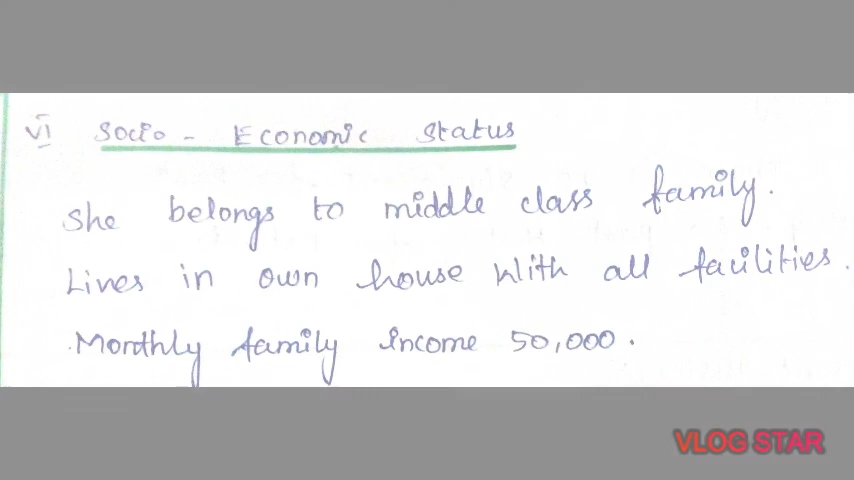 VI Socio - Economic Status
She belongs to middle class family.
Lives in own house With all facilities.
Monthly family income 50,000.
VLOG STAR